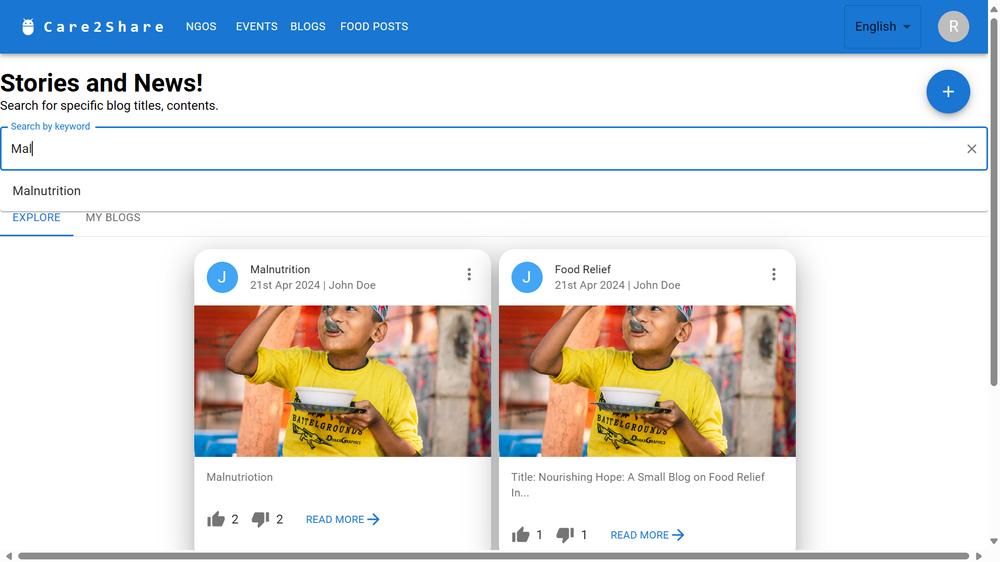 Care2Share NGOS EVENTS BLOGS FOOD POSTS English R
Stories and News!
+
Search for specific blog titles, contents.
Search by keyword
Mal
Malnutrition
EXPLORE MY BLOGS
J Malnutrition
21st Apr 2024 | John Doe
BATTELGROUNDS
DHAKAGRAPHICS
Malnutriotion
2 2 READ MORE
J Food Relief
21st Apr 2024 | John Doe
BATTELGROUNDS
DHAKAGRAPHICS
Title: Nourishing Hope: A Small Blog on Food Relief
In...
1 1 READ MORE